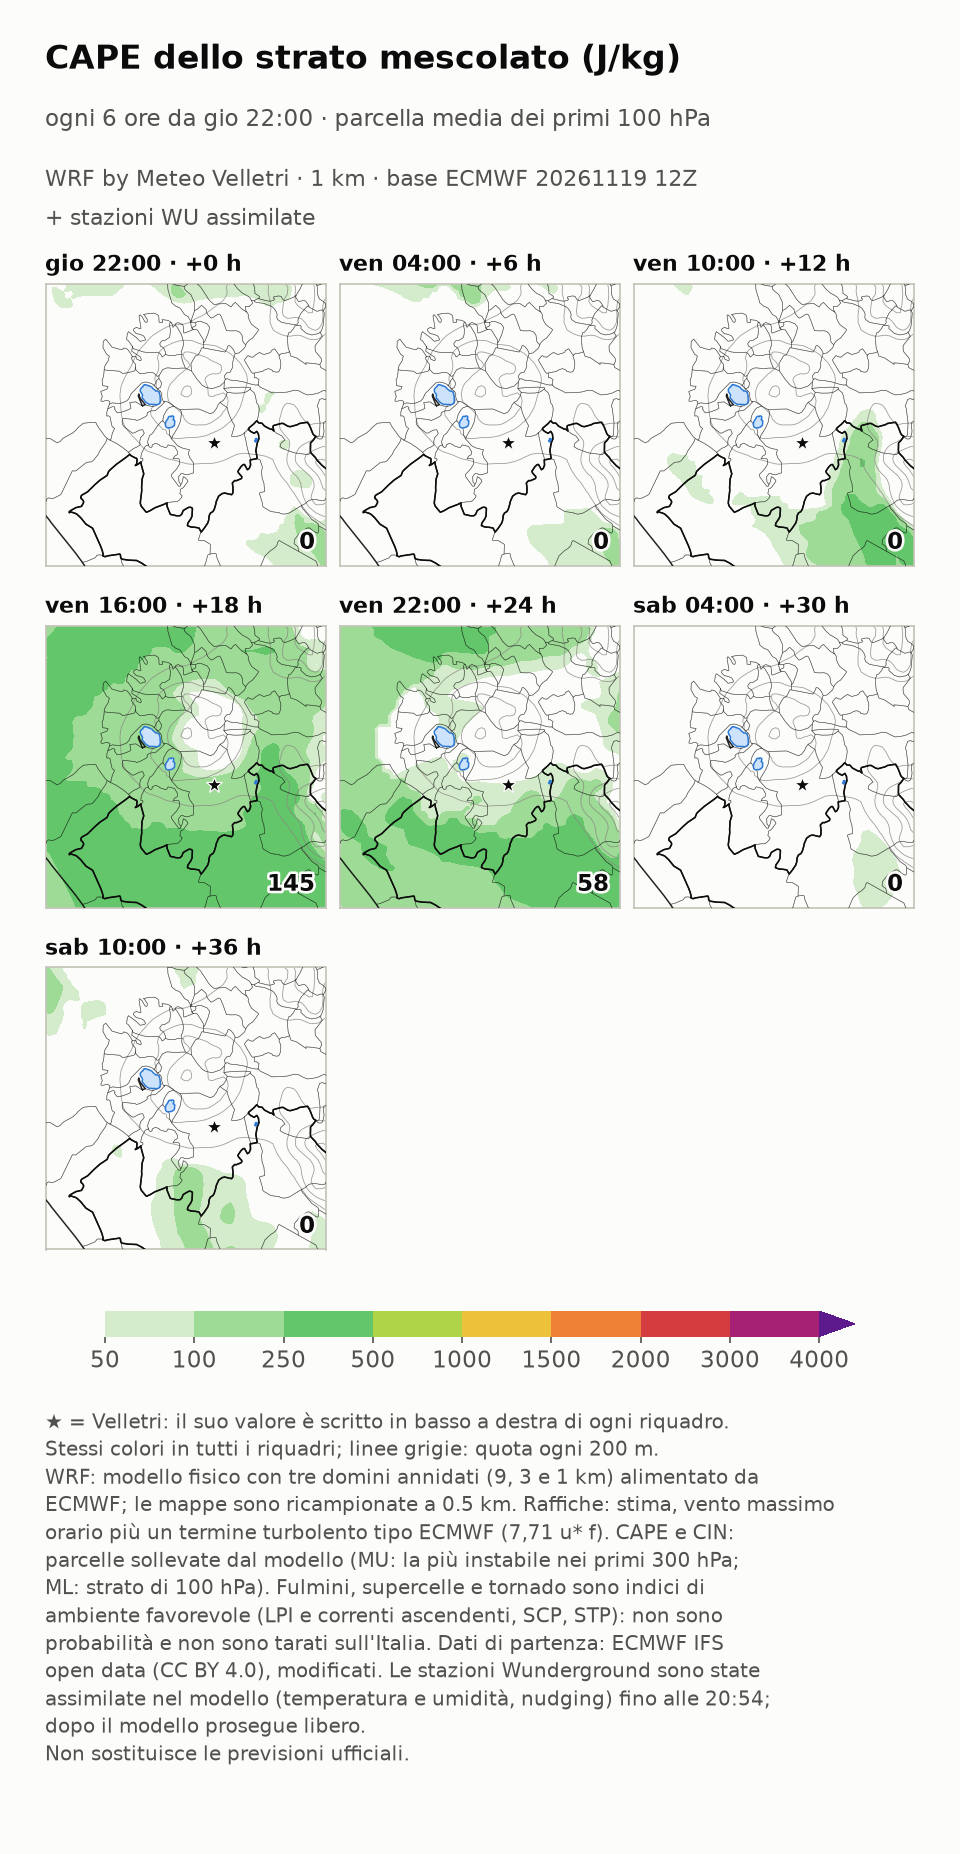 CAPE dello strato mescolato (J/kg)
ogni 6 ore da gio 22:00 · parcella media dei primi 100 hPa
WRF by Meteo Velletri · 1 km · base ECMWF 20261119 12Z
+ stazioni WU assimilate
gio 22:00 · +0 h
ven 04:00 · +6 h
ven 10:00 · +12 h
0
0
0
ven 16:00 · +18 h
ven 22:00 · +24 h
sab 04:00 · +30 h
145
58
0
sab 10:00 · +36 h
0
50 100 250 500 1000 1500 2000 3000 4000
★ = Velletri: il suo valore è scritto in basso a destra di ogni riquadro.
Stessi colori in tutti i riquadri; linee grigie: quota ogni 200 m.
WRF: modello fisico con tre domini annidati (9, 3 e 1 km) alimentato da
ECMWF; le mappe sono ricampionate a 0.5 km. Raffiche: stima, vento massimo
orario più un termine turbolento tipo ECMWF (7,71 u* f). CAPE e CIN:
parcelle sollevate dal modello (MU: la più instabile nei primi 300 hPa;
ML: strato di 100 hPa). Fulmini, supercelle e tornado sono indici di
ambiente favorevole (LPI e correnti ascendenti, SCP, STP): non sono
probabilità e non sono tarati sull'Italia. Dati di partenza: ECMWF IFS
open data (CC BY 4.0), modificati. Le stazioni Wunderground sono state
assimilate nel modello (temperatura e umidità, nudging) fino alle 20:54;
dopo il modello prosegue libero.
Non sostituisce le previsioni ufficiali.